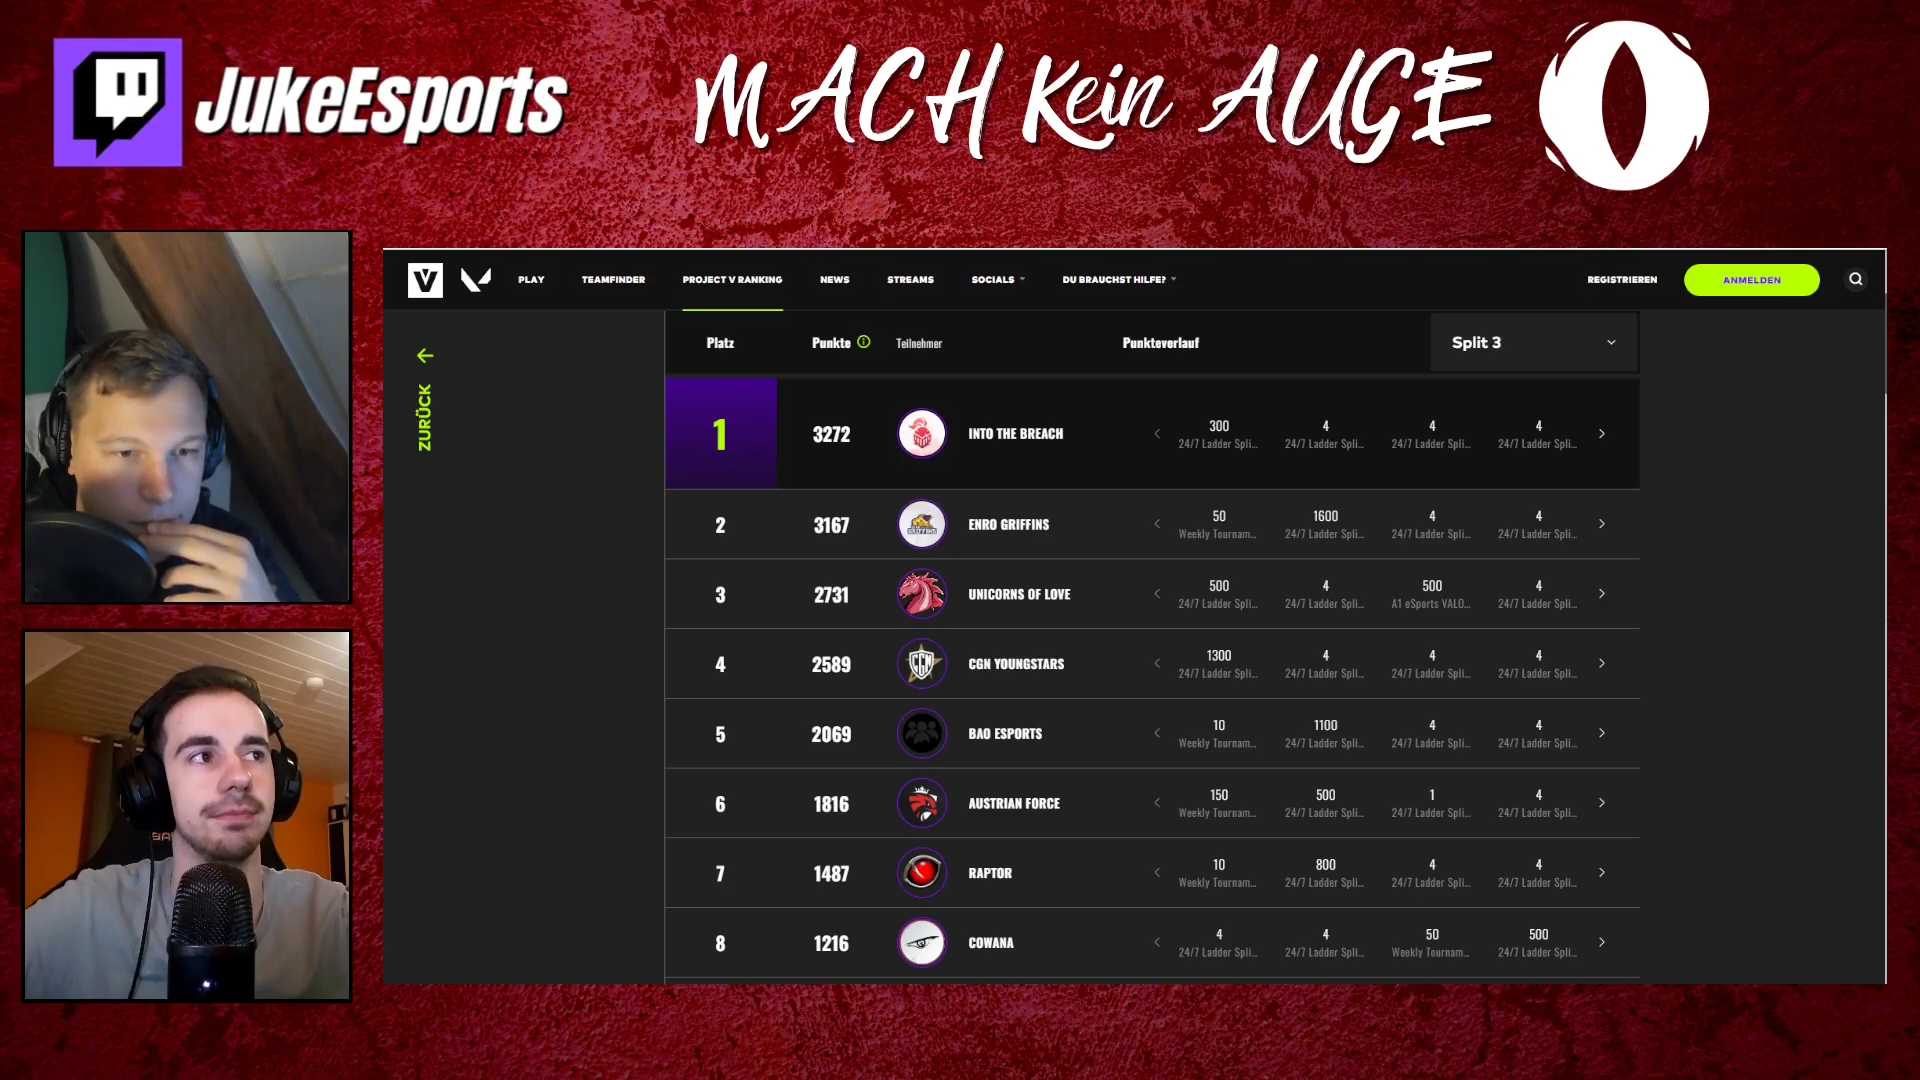 JukeEsports
MACH Kein AUGE
V PLAY TEAMFINDER PROJECT V RANKING NEWS STREAMS SOCIALS DU BRAUCHST HILFE? REGISTRIEREN ANMELDEN
ZURÜCK
Platz Punkte Teilnehmer Punkteverlauf Split 3
1 3272 INTO THE BREACH 300 4 4 4
24/7 Ladder Spli... 24/7 Ladder Spli... 24/7 Ladder Spli... 24/7 Ladder Spli...
2 3167 ENRO GRIFFINS 50 1600 4 4
Weekly Tournam... 24/7 Ladder Spli... 24/7 Ladder Spli... 24/7 Ladder Spli...
3 2731 UNICORNS OF LOVE 500 4 500 4
24/7 Ladder Spli... 24/7 Ladder Spli... A1 eSports VALO... 24/7 Ladder Spli...
4 2589 CGN CGN YOUNGSTARS 1300 4 4 4
24/7 Ladder Spli... 24/7 Ladder Spli... 24/7 Ladder Spli... 24/7 Ladder Spli...
5 2069 BAO ESPORTS 10 1100 4 4
Weekly Tournam... 24/7 Ladder Spli... 24/7 Ladder Spli... 24/7 Ladder Spli...
6 1816 AUSTRIAN FORCE 150 500 1 4
Weekly Tournam... 24/7 Ladder Spli... 24/7 Ladder Spli... 24/7 Ladder Spli...
7 1487 RAPTOR 10 800 4 4
Weekly Tournam... 24/7 Ladder Spli... 24/7 Ladder Spli... 24/7 Ladder Spli...
8 1216 COWANA 4 4 50 500
24/7 Ladder Spli... 24/7 Ladder Spli... Weekly Tournam... 24/7 Ladder Spli...